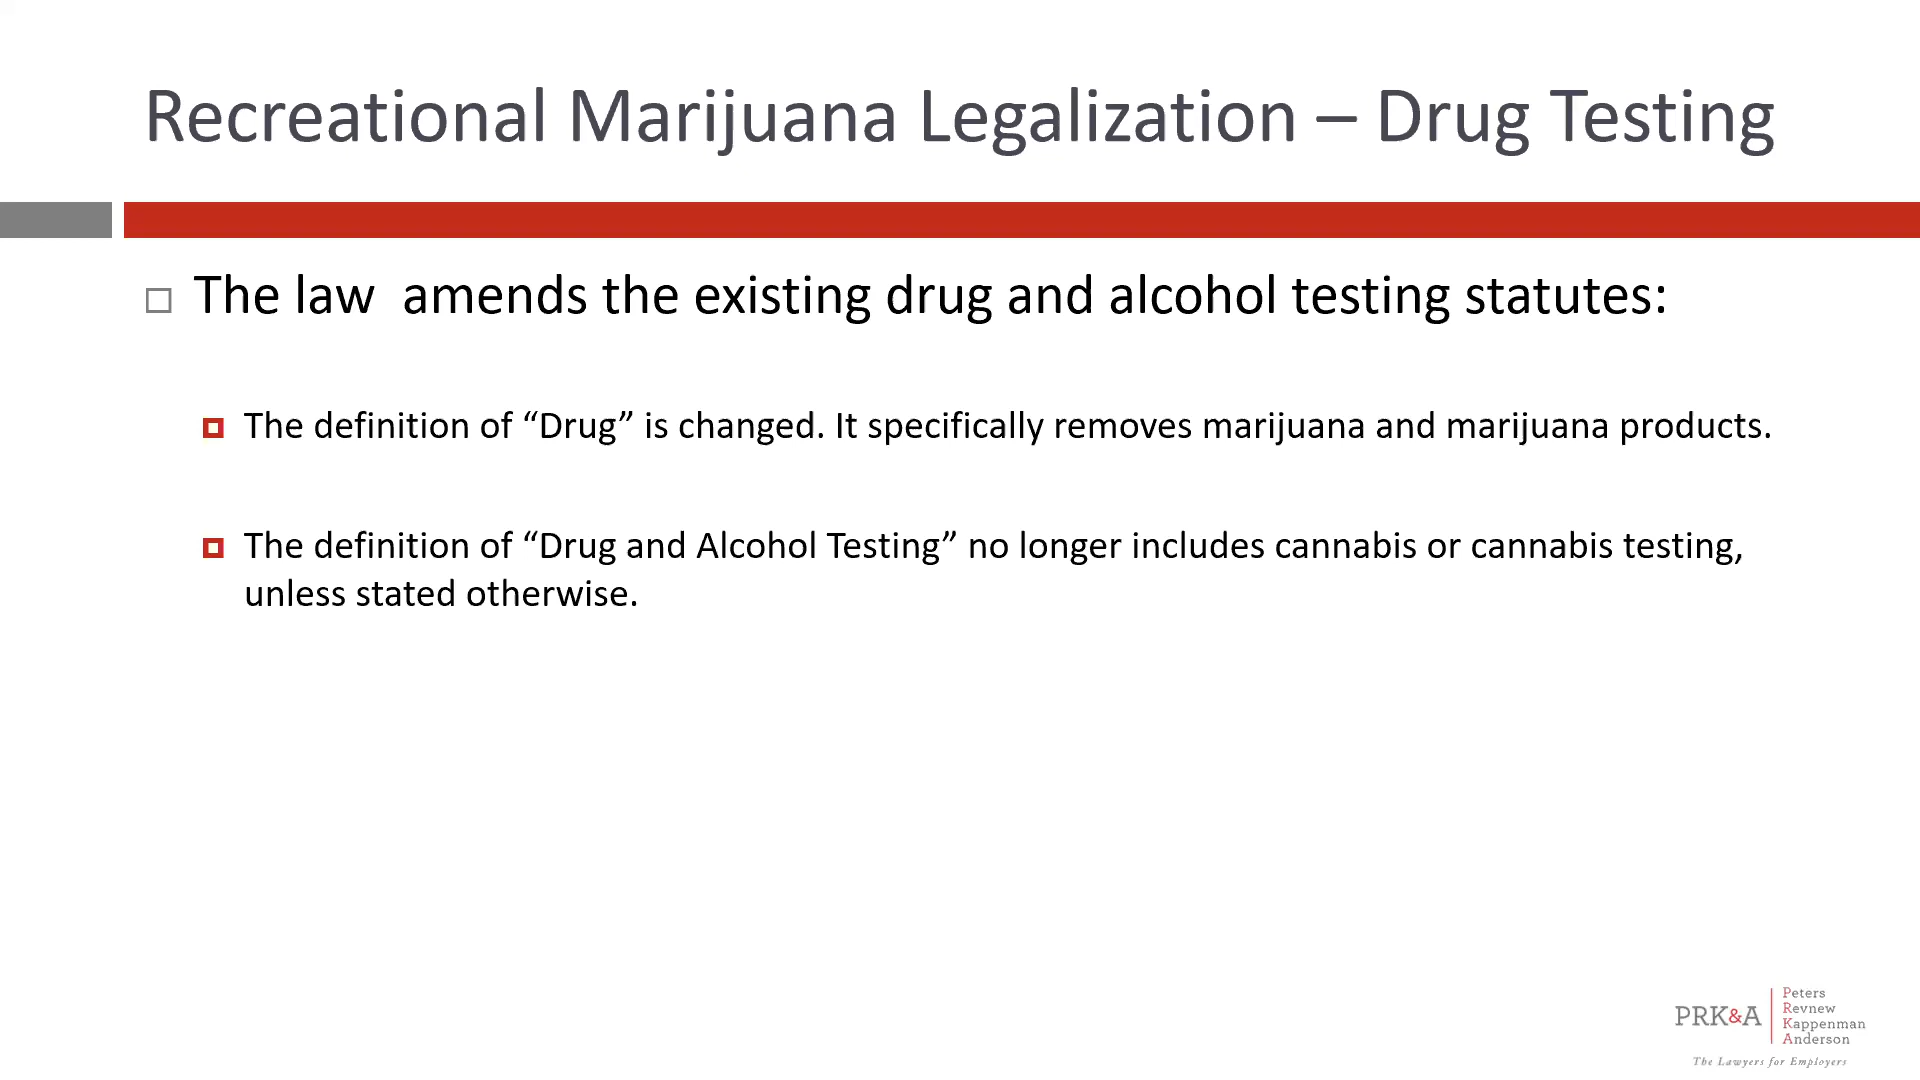 Recreational Marijuana Legalization – Drug Testing
The law  amends the existing drug and alcohol testing statutes:
The definition of “Drug” is changed. It specifically removes marijuana and marijuana products.
The definition of “Drug and Alcohol Testing” no longer includes cannabis or cannabis testing,
unless stated otherwise.
PRK&A
Peters
Revnew
Kappenman
Anderson
The Lawyers for Employers